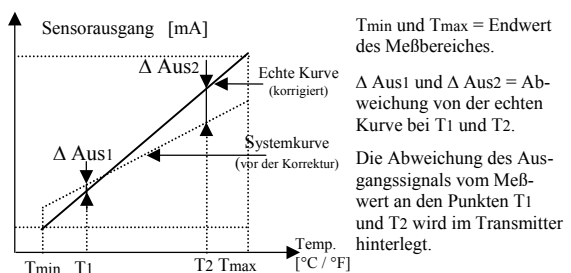 Sensorausgang [mA]
Δ Aus2
Echte Kurve
(korrigiert)
Δ Aus1
Systemkurve
(vor der Korrektur)
Temp.
[°C / °F]
Tmin T1 T2 Tmax
Tmin und Tmax = Endwert
des Meßbereiches.
Δ Aus1 und Δ Aus2 = Ab-
weichung von der echten
Kurve bei T1 und T2.
Die Abweichung des Aus-
gangssignals vom Meß-
wert an den Punkten T1
und T2 wird im Transmitter
hinterlegt.